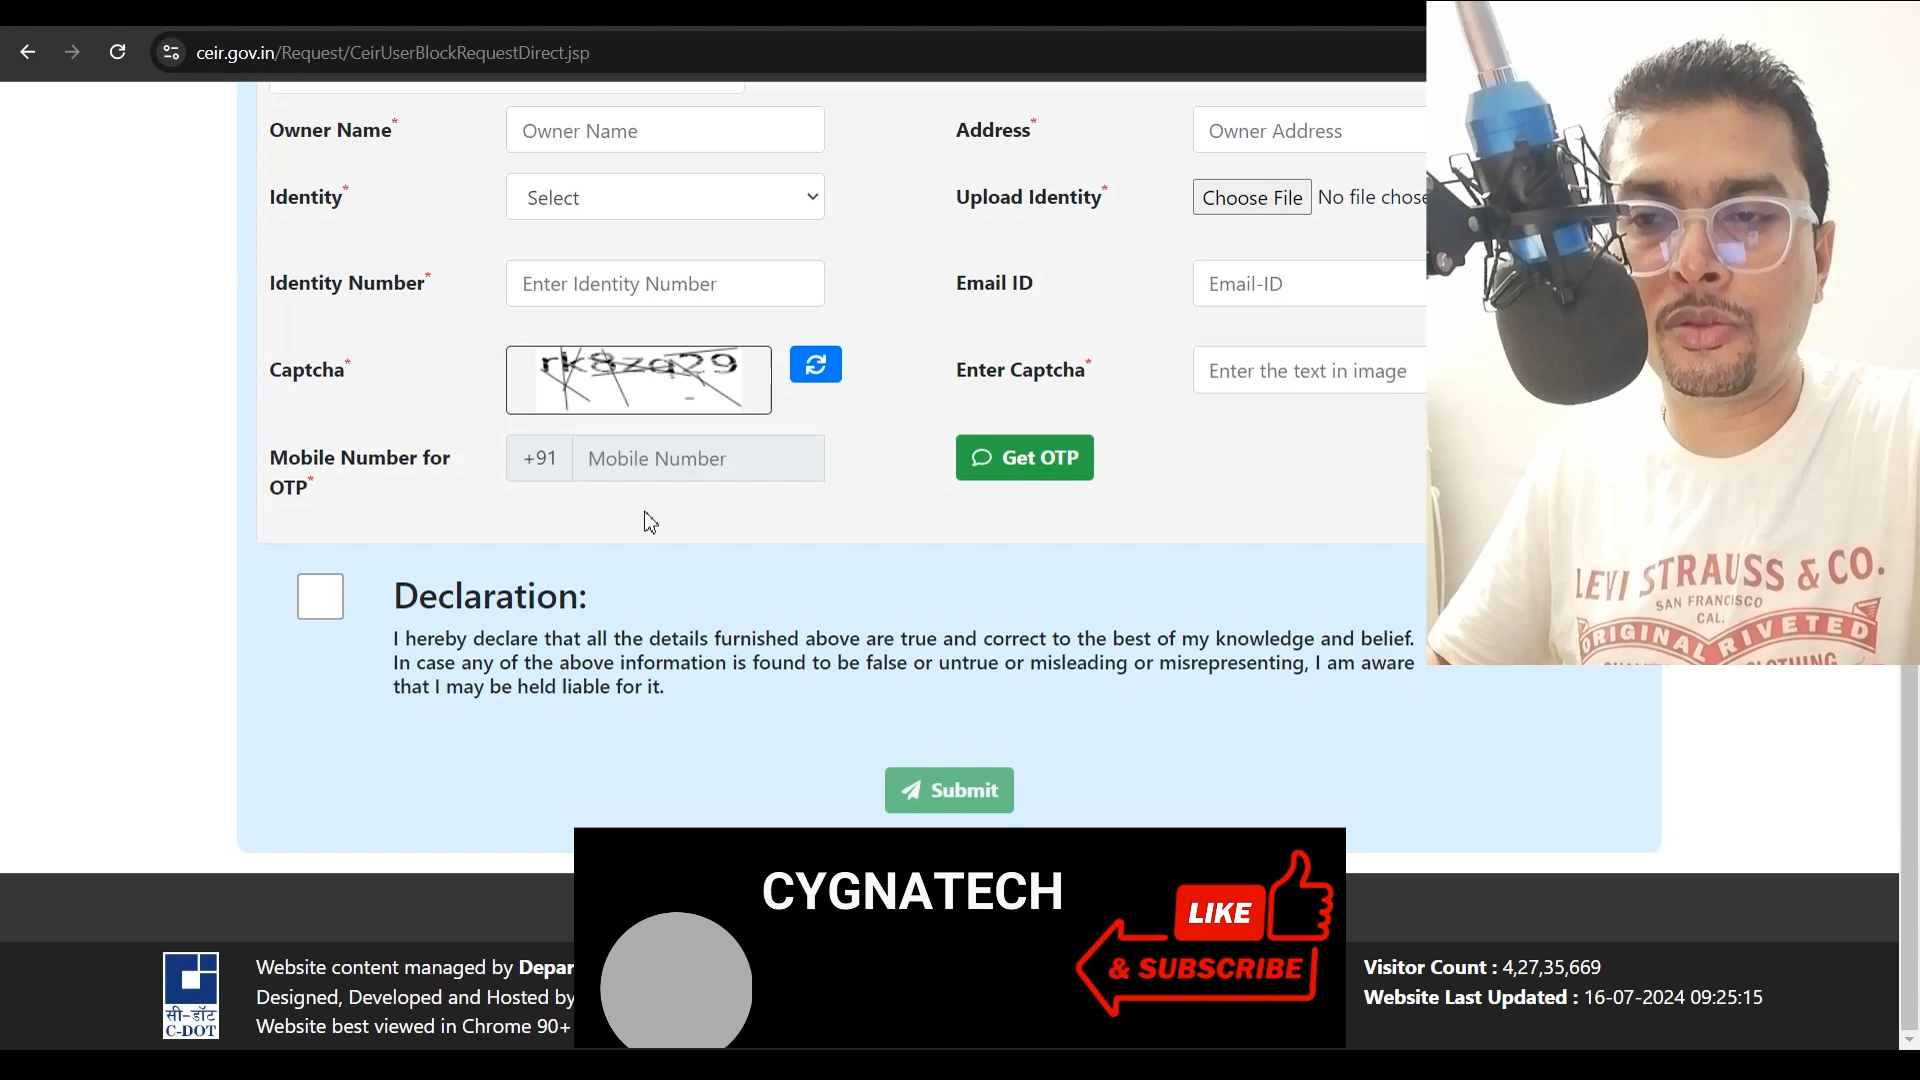 ceir.gov.in/Request/CeirUserBlockRequestDirect.jsp
Owner Name*
Owner Name
Address*
Owner Address
Identity*
Select
Upload Identity*
Choose File No file chose
Identity Number*
Enter Identity Number
Email ID
Email-ID
Captcha*
rk8zq29
Enter Captcha*
Enter the text in image
Mobile Number for
OTP*
+91
Mobile Number
Get OTP
Declaration:
I hereby declare that all the details furnished above are true and correct to the best of my knowledge and belief.
In case any of the above information is found to be false or untrue or misleading or misrepresenting, I am aware
that I may be held liable for it.
Submit
LEVI STRAUSS & CO.
SAN FRANCISCO
CAL.
ORIGINAL RIVETED
CLOTHING
CYGNATECH
LIKE
& SUBSCRIBE
सी-डॉट
C-DOT
Website content managed by Depar
Designed, Developed and Hosted by
Website best viewed in Chrome 90+
Visitor Count : 4,27,35,669
Website Last Updated : 16-07-2024 09:25:15